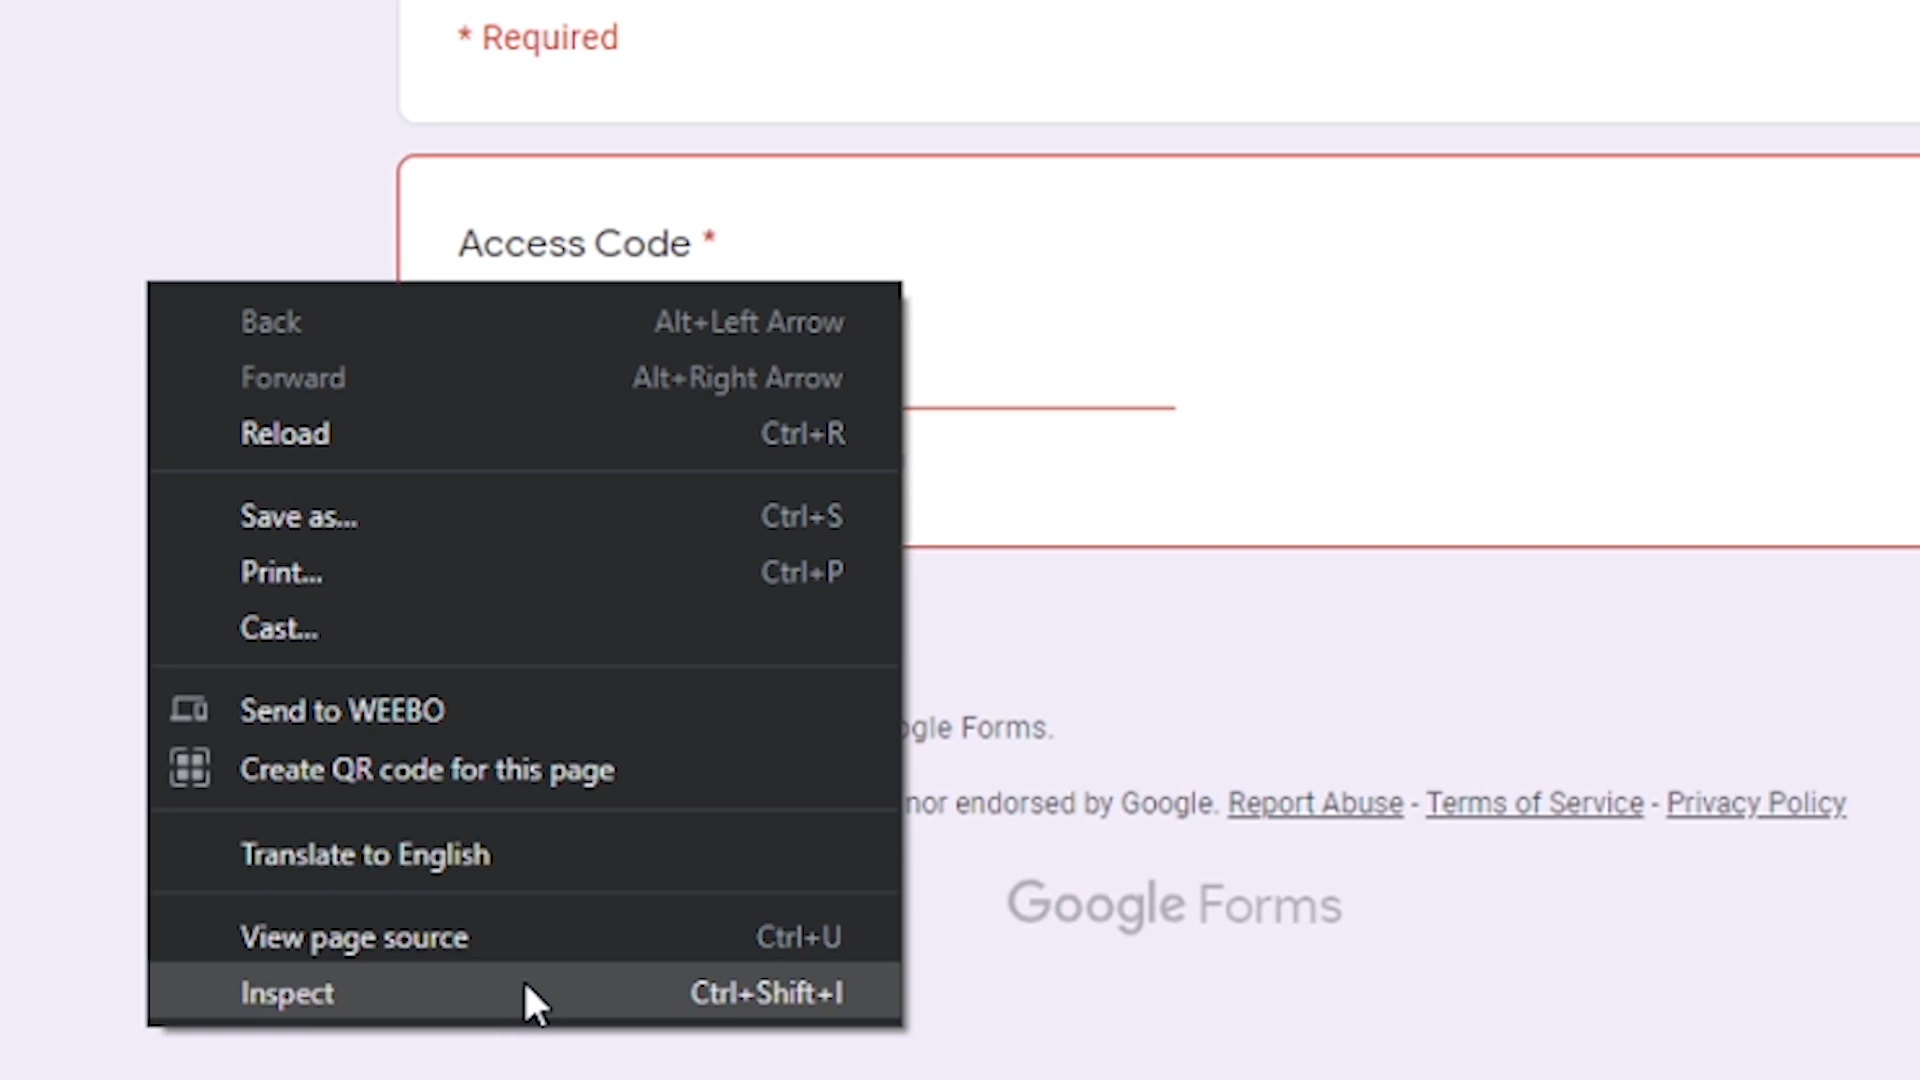 * Required
Access Code *
Back Alt+Left Arrow
Forward Alt+Right Arrow
Reload Ctrl+R
Save as... Ctrl+S
Print... Ctrl+P
Cast...
Send to WEEBO
Create QR code for this page
Translate to English
View page source Ctrl+U
Inspect Ctrl+Shift+I
Forms.
nor endorsed by Google. Report Abuse - Terms of Service - Privacy Policy
Google Forms